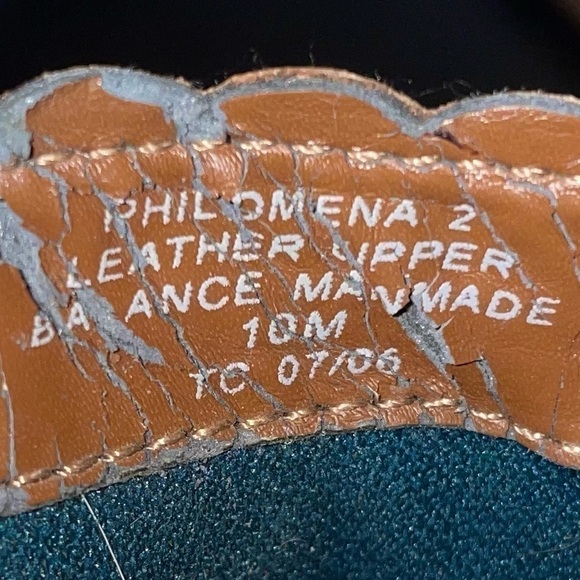 PHILOMENA 2
LEATHER UPPER
BALANCE MANMADE
10M
TC 07/06